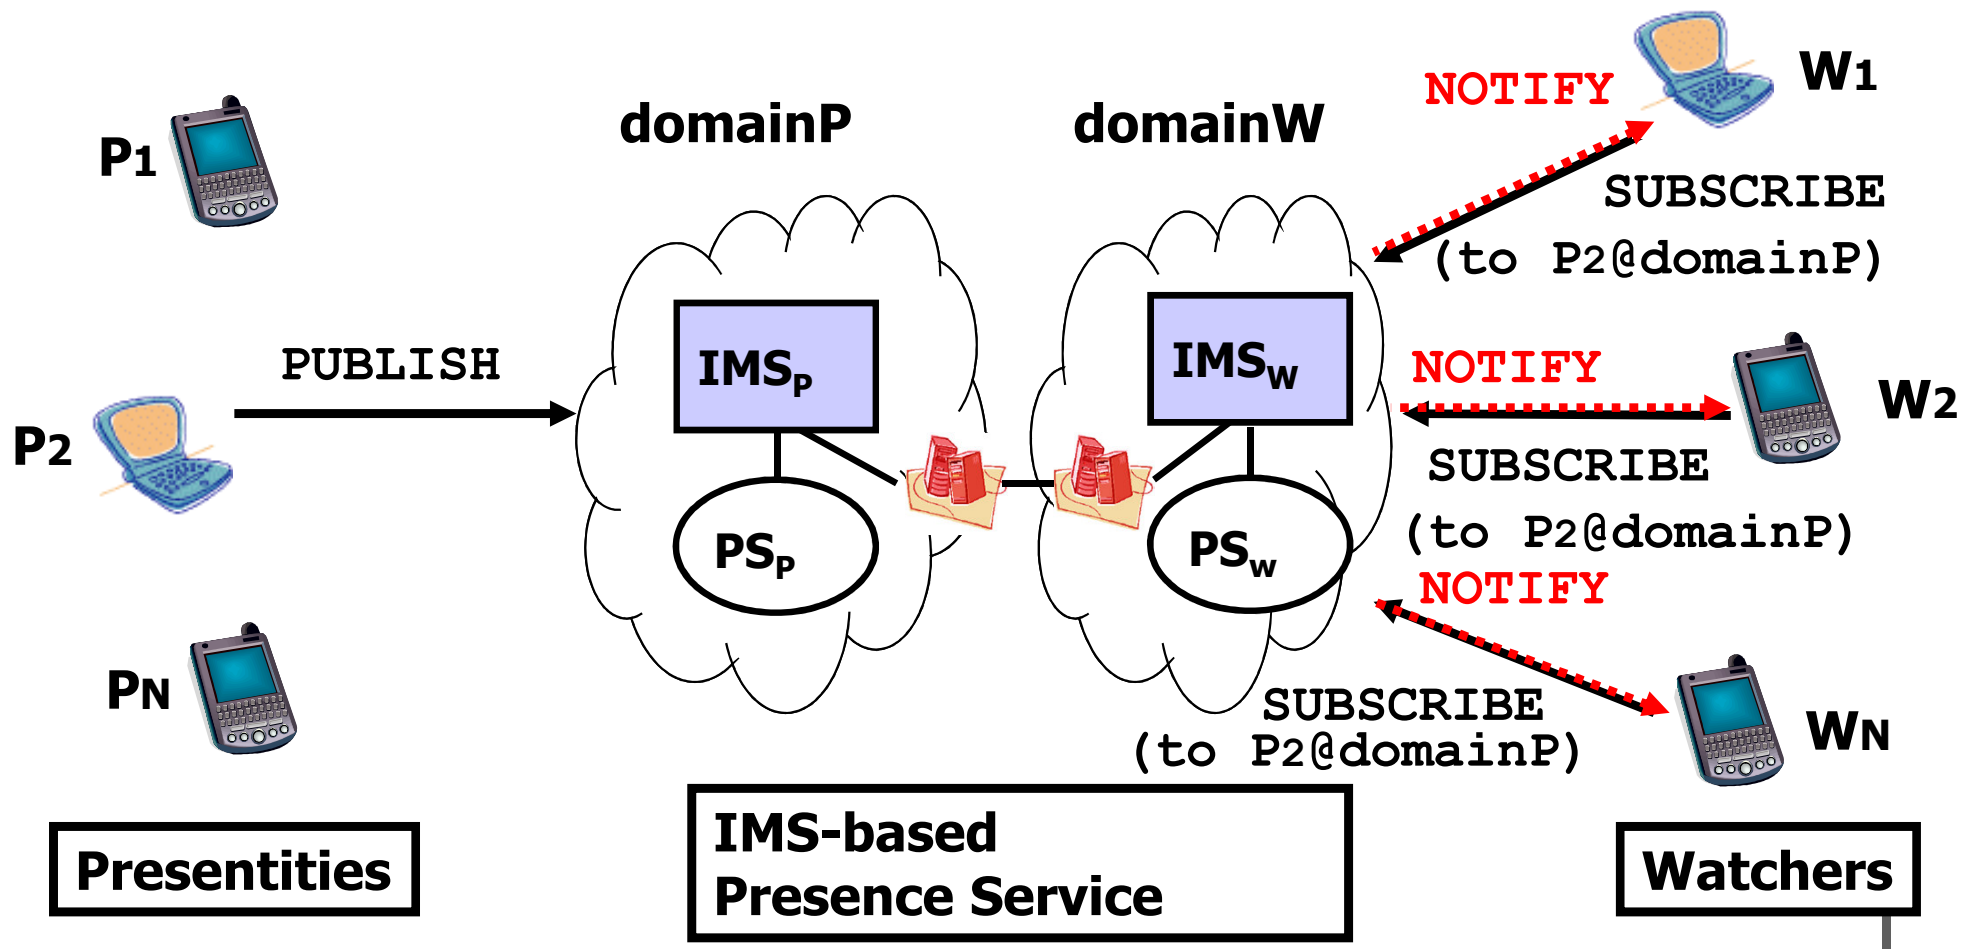 NOTIFY
W1
domainP
domainW
P1
SUBSCRIBE
(to P2@domainP)
PUBLISH
IMSP
IMSW
NOTIFY
W2
P2
SUBSCRIBE
(to P2@domainP)
PSP
PSw
NOTIFY
PN
SUBSCRIBE
(to P2@domainP)
WN
Presentities
IMS-based
Presence Service
Watchers